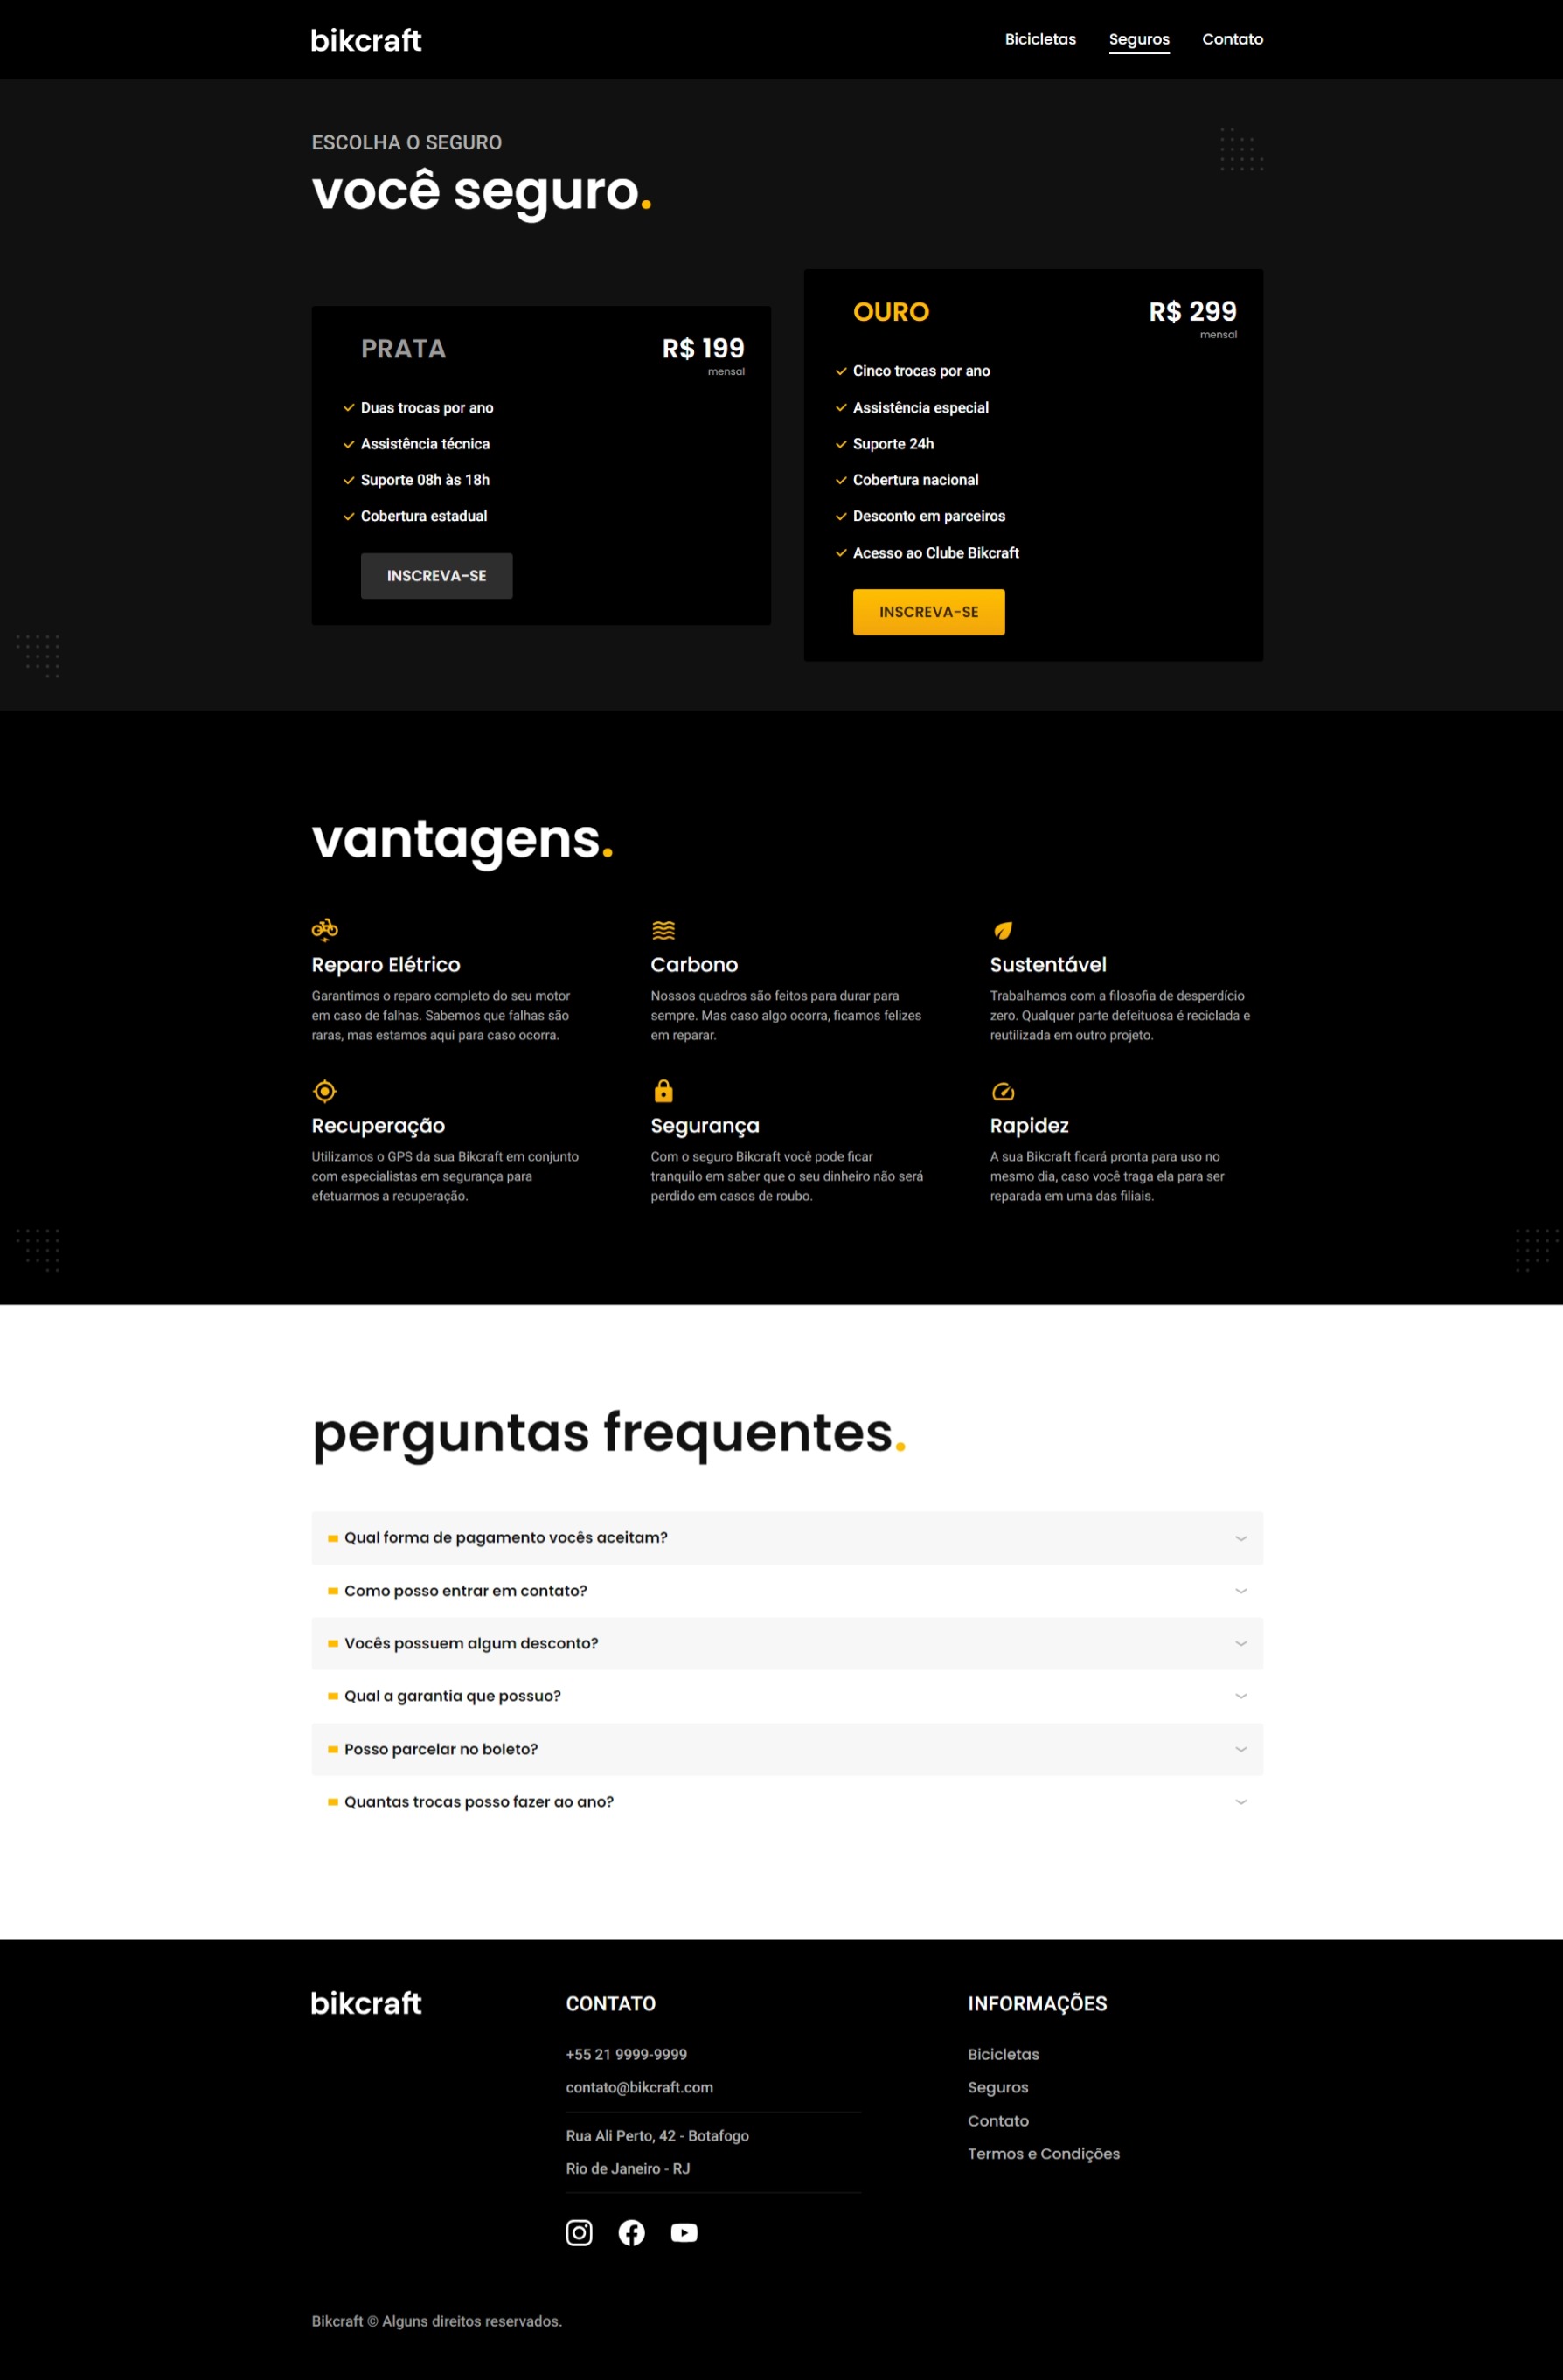 bikcraft
Bicicletas Seguros Contato
ESCOLHA O SEGURO
você seguro.
PRATA R$ 199
mensal
Duas trocas por ano
Assistência técnica
Suporte 08h às 18h
Cobertura estadual
INSCREVA-SE
OURO R$ 299
mensal
Cinco trocas por ano
Assistência especial
Suporte 24h
Cobertura nacional
Desconto em parceiros
Acesso ao Clube Bikcraft
INSCREVA-SE
vantagens.
Reparo Elétrico
Garantimos o reparo completo do seu motor
em caso de falhas. Sabemos que falhas são
raras, mas estamos aqui para caso ocorra.
Carbono
Nossos quadros são feitos para durar para
sempre. Mas caso algo ocorra, ficamos felizes
em reparar.
Sustentável
Trabalhamos com a filosofia de desperdício
zero. Qualquer parte defeituosa é reciclada e
reutilizada em outro projeto.
Recuperação
Utilizamos o GPS da sua Bikcraft em conjunto
com especialistas em segurança para
efetuarmos a recuperação.
Segurança
Com o seguro Bikcraft você pode ficar
tranquilo em saber que o seu dinheiro não será
perdido em casos de roubo.
Rapidez
A sua Bikcraft ficará pronta para uso no
mesmo dia, caso você traga ela para ser
reparada em uma das filiais.
perguntas frequentes.
Qual forma de pagamento vocês aceitam?
Como posso entrar em contato?
Vocês possuem algum desconto?
Qual a garantia que possuo?
Posso parcelar no boleto?
Quantas trocas posso fazer ao ano?
bikcraft
CONTATO
+55 21 9999-9999
contato@bikcraft.com
Rua Ali Perto, 42 - Botafogo
Rio de Janeiro - RJ
INFORMAÇÕES
Bicicletas
Seguros
Contato
Termos e Condições
Bikcraft © Alguns direitos reservados.